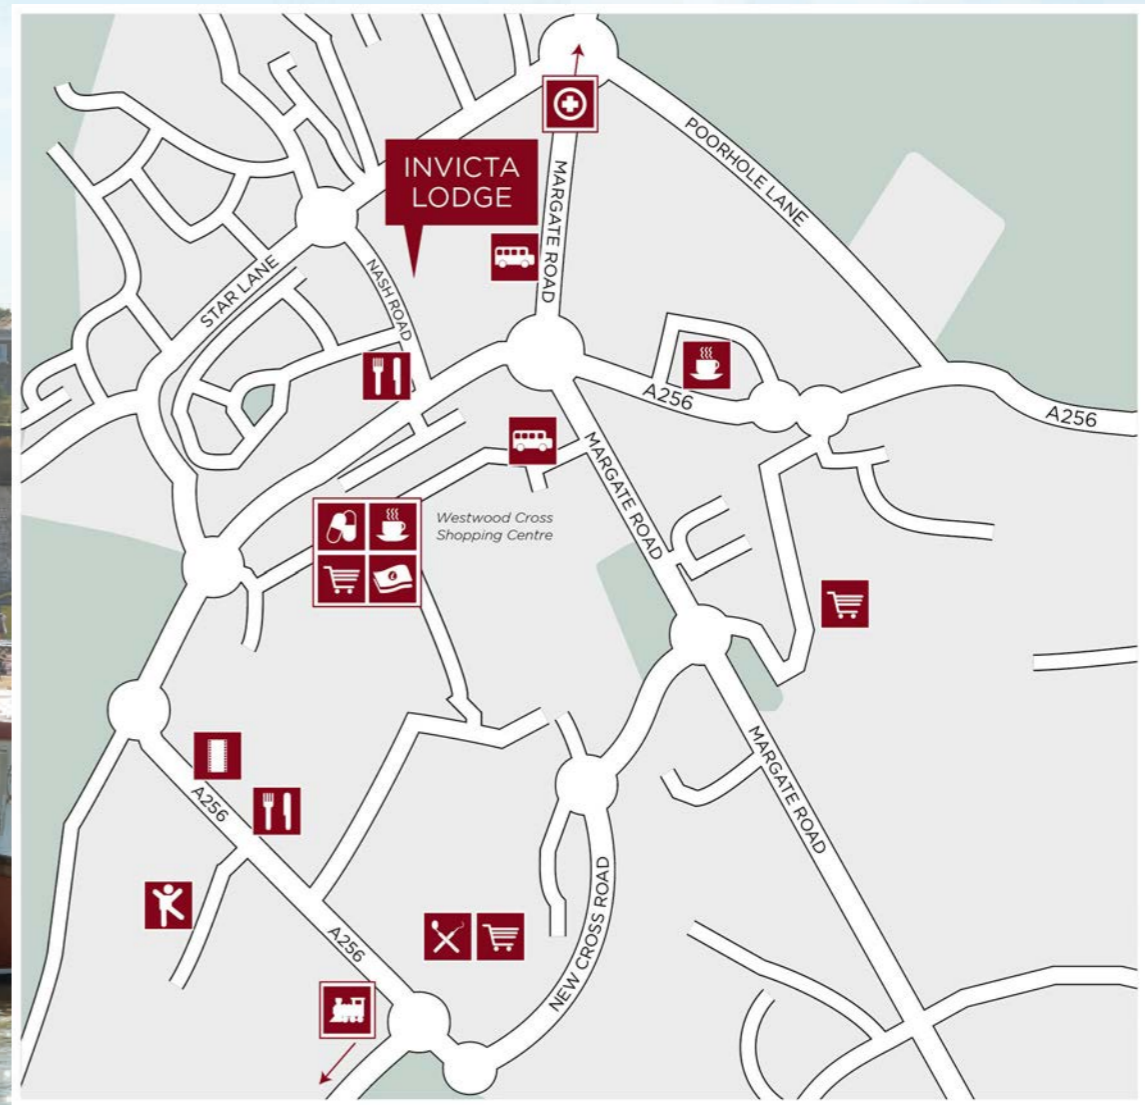 INVICTA
LODGE
POORHOLE LANE
MARGATE ROAD
STAR LANE
NASH ROAD
A256
A256
MARGATE ROAD
Westwood Cross
Shopping Centre
MARGATE ROAD
A256
A256
NEW CROSS ROAD